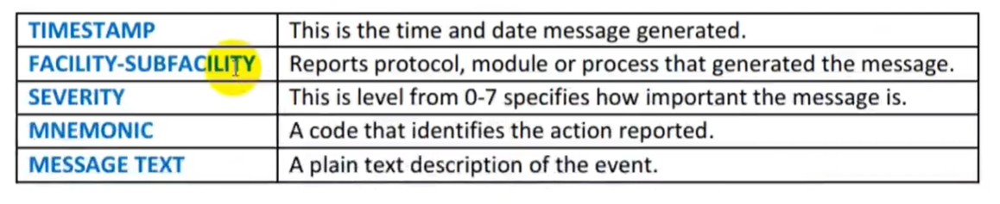 TIMESTAMP This is the time and date message generated.
FACILITY-SUBFACILITY Reports protocol, module or process that generated the message.
SEVERITY This is level from 0-7 specifies how important the message is.
MNEMONIC A code that identifies the action reported.
MESSAGE TEXT A plain text description of the event.